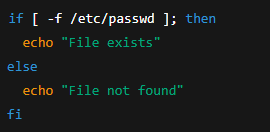 if [ -f /etc/passwd ]; then
  echo "File exists"
else
  echo "File not found"
fi